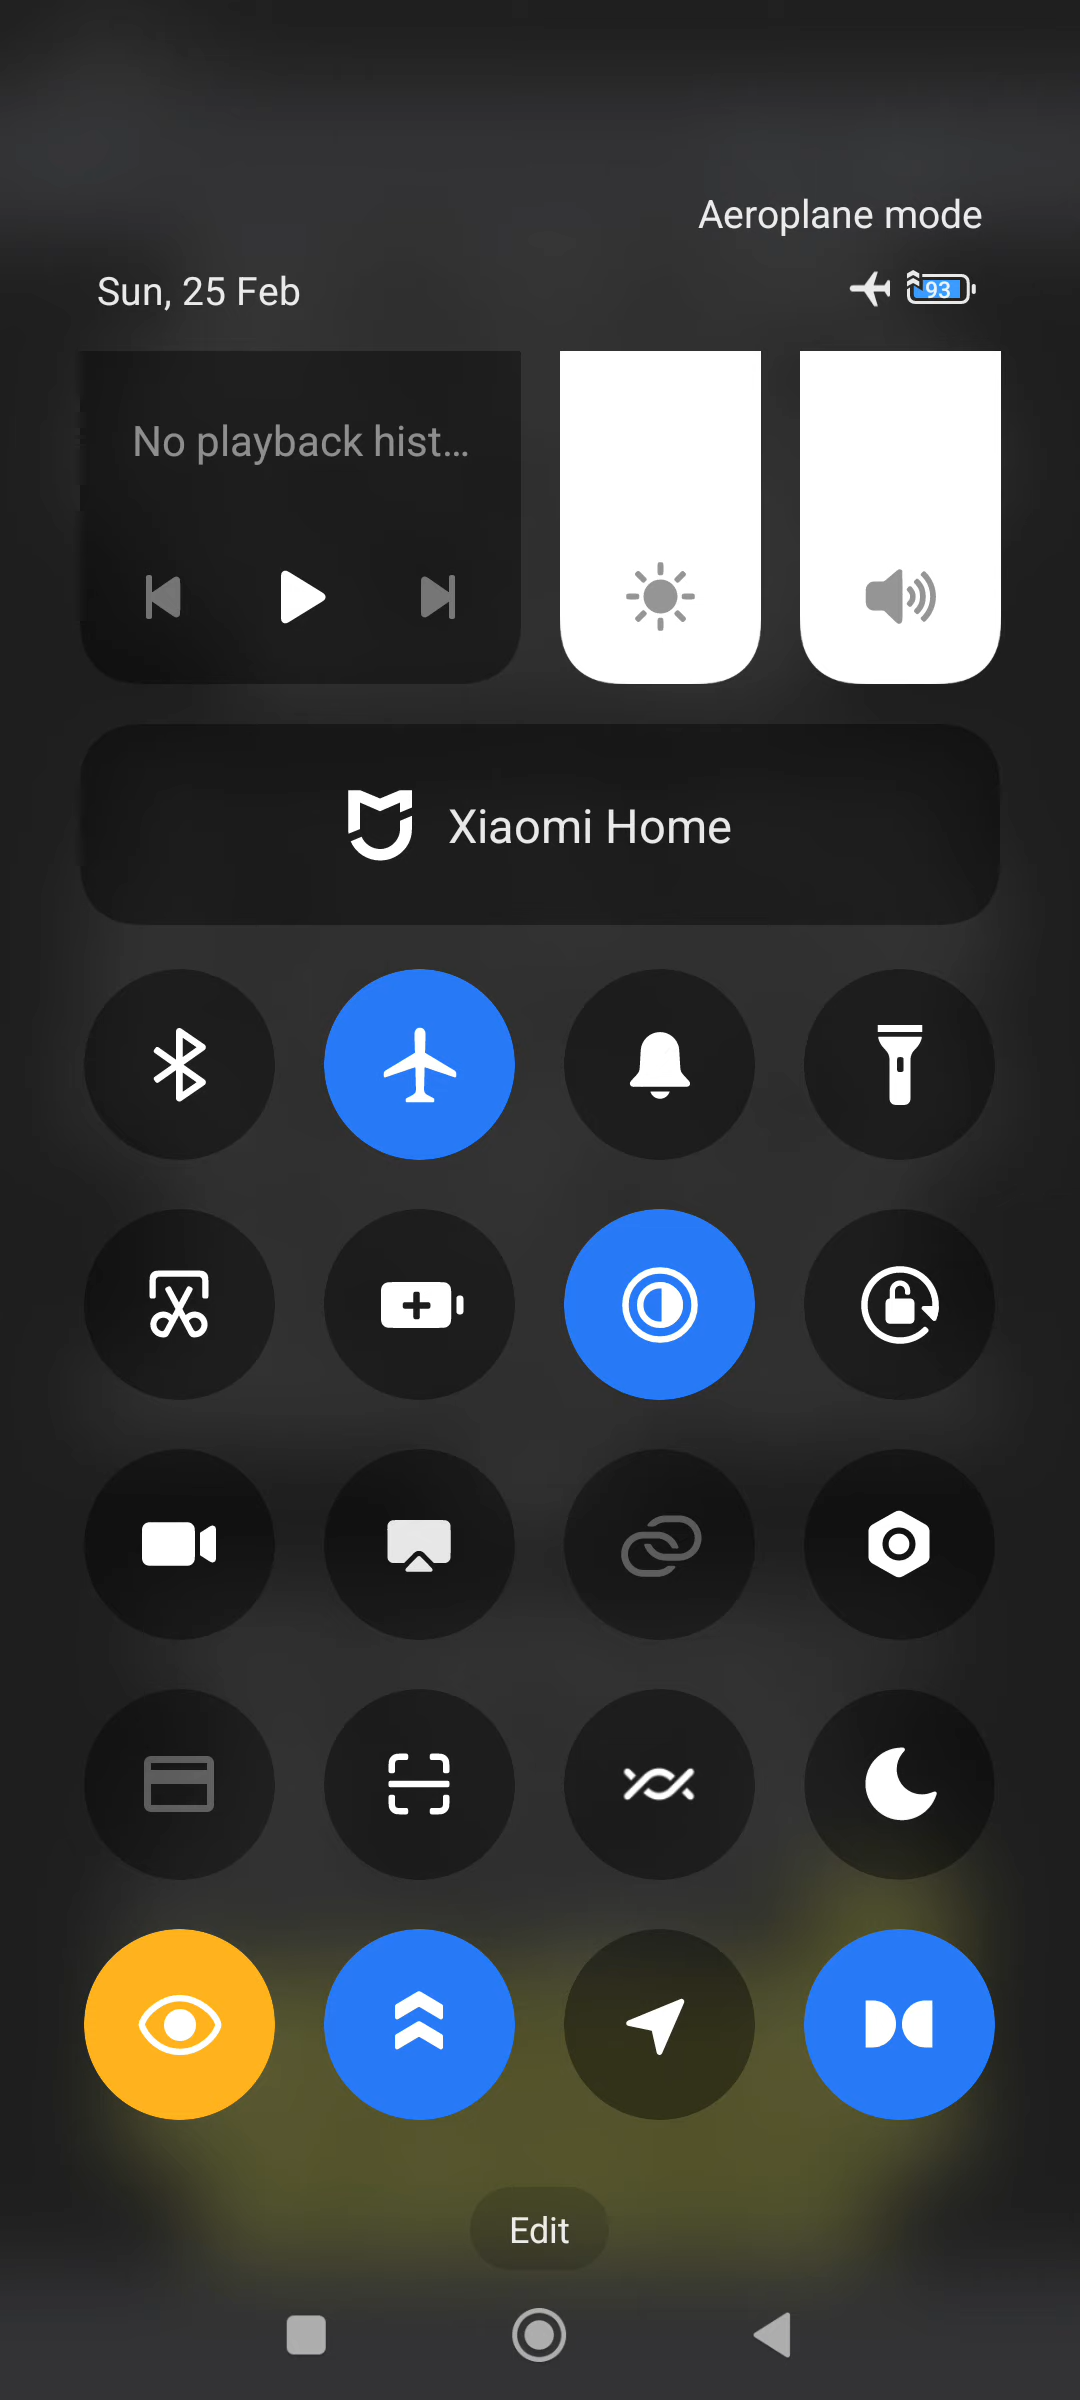 Aeroplane mode
Sun, 25 Feb
93
No playback hist...
Xiaomi Home
Edit